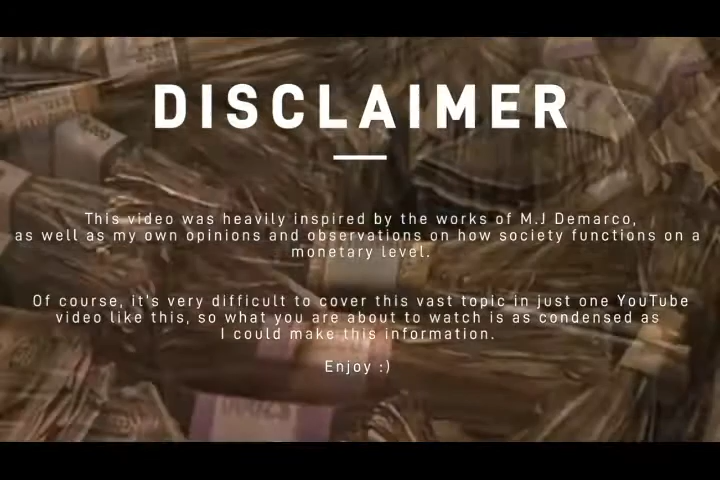 DISCLAIMER
This video was heavily inspired by the works of M.J Demarco,
as well as my own opinions and observations on how society functions on a
monetary level.
Of course, it's very difficult to cover this vast topic in just one YouTube
video like this, so what you are about to watch is as condensed as
I could make this information.
Enjoy :)